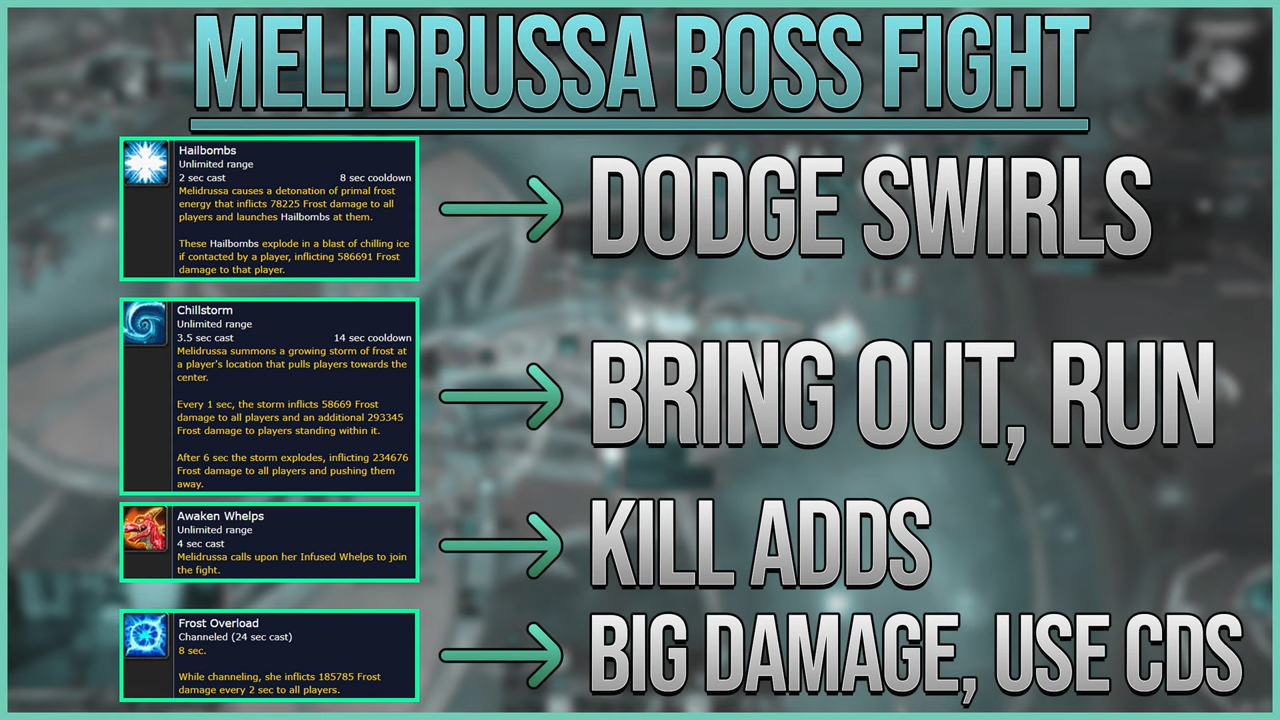 MELIDRUSSA BOSS FIGHT
Hailbombs
Unlimited range
2 sec cast 8 sec cooldown
Melidrussa causes a detonation of primal frost
energy that inflicts 78225 Frost damage to all
players and launches Hailbombs at them.
These Hailbombs explode in a blast of chilling ice
if contacted by a player, inflicting 586691 Frost
damage to that player.
DODGE SWIRLS
Chillstorm
Unlimited range
3.5 sec cast 14 sec cooldown
Melidrussa summons a growing storm of frost at
a player's location that pulls players towards the
center.
Every 1 sec, the storm inflicts 58669 Frost
damage to all players and an additional 293345
Frost damage to players standing within it.
After 6 sec the storm explodes, inflicting 234676
Frost damage to all players and pushing them
away.
BRING OUT, RUN
Awaken Whelps
Unlimited range
4 sec cast
Melidrussa calls upon her Infused Whelps to join
the fight.
KILL ADDS
Frost Overload
Channeled (24 sec cast)
8 sec.
While channeling, she inflicts 185785 Frost
damage every 2 sec to all players.
BIG DAMAGE, USE CDS